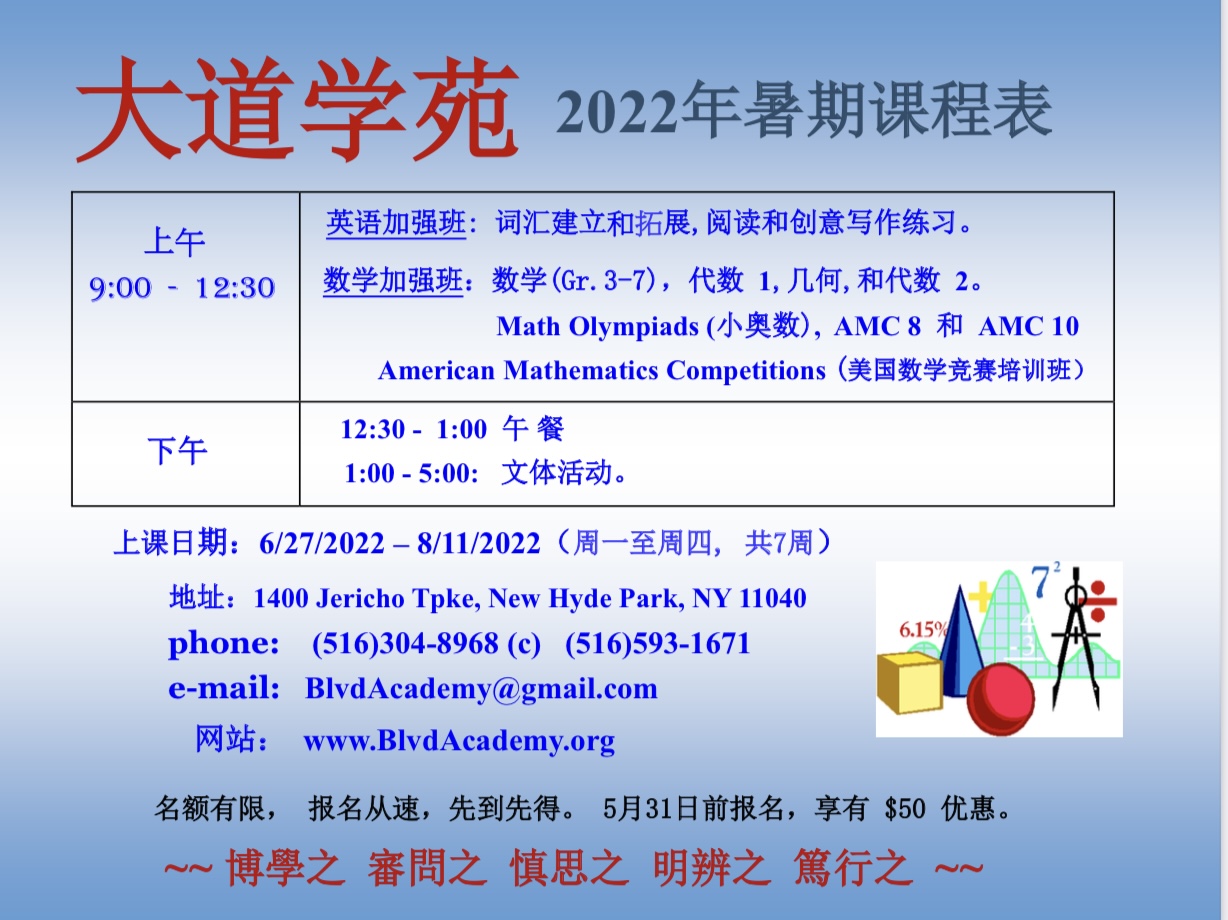 大道学苑 2022年暑期课程表
上午
9:00 - 12:30
英语加强班: 词汇建立和拓展,阅读和创意写作练习。
数学加强班：数学(Gr.3-7)，代数 1,几何,和代数 2。
Math Olympiads (小奥数), AMC 8 和 AMC 10
American Mathematics Competitions (美国数学竞赛培训班）
下午
12:30 - 1:00 午 餐
1:00 - 5:00: 文体活动。
上课日期：6/27/2022 – 8/11/2022（周一至周四, 共7周）
地址：1400 Jericho Tpke, New Hyde Park, NY 11040
phone: (516)304-8968 (c) (516)593-1671
e-mail: BlvdAcademy@gmail.com
网站： www.BlvdAcademy.org
7²
6.15%
4
-3
名额有限， 报名从速，先到先得。 5月31日前报名，享有 $50 优惠。
~~ 博學之 審問之 慎思之 明辨之 篤行之 ~~